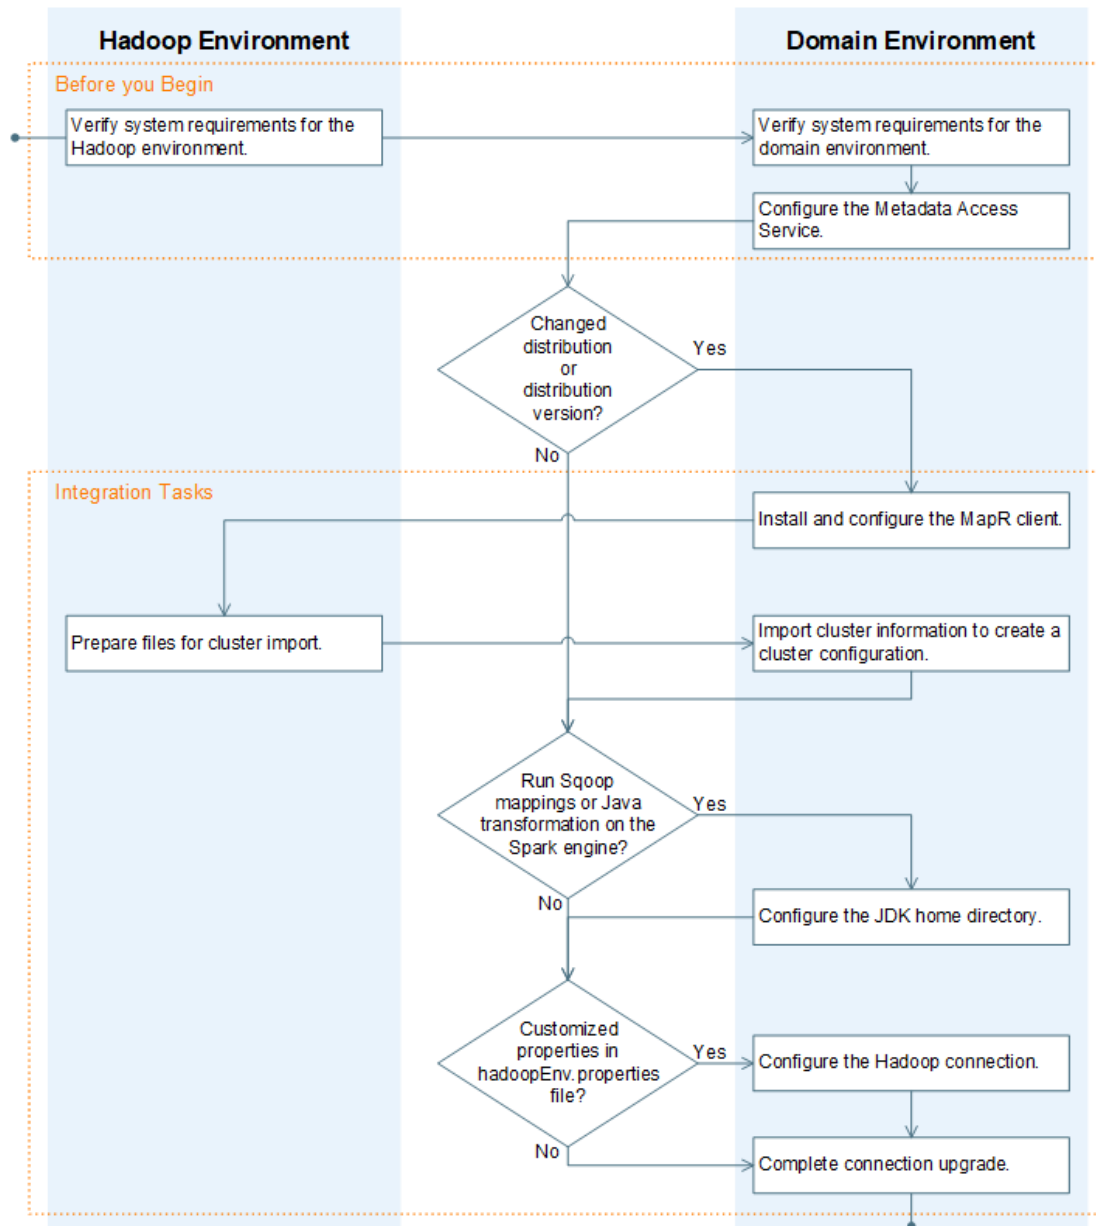 Hadoop Environment
Domain Environment
Before you Begin
Verify system requirements for the
Hadoop environment.
Verify system requirements for the
domain environment.
Configure the Metadata Access
Service.
Changed
distribution
or
distribution
version?
Yes
No
Integration Tasks
Install and configure the MapR client.
Prepare files for cluster import.
Import cluster information to create a
cluster configuration.
Run Sqoop
mappings or Java
transformation on the
Spark engine?
Yes
No
Configure the JDK home directory.
Customized
properties in
hadoopEnv.properties
file?
Yes
Configure the Hadoop connection.
No
Complete connection upgrade.